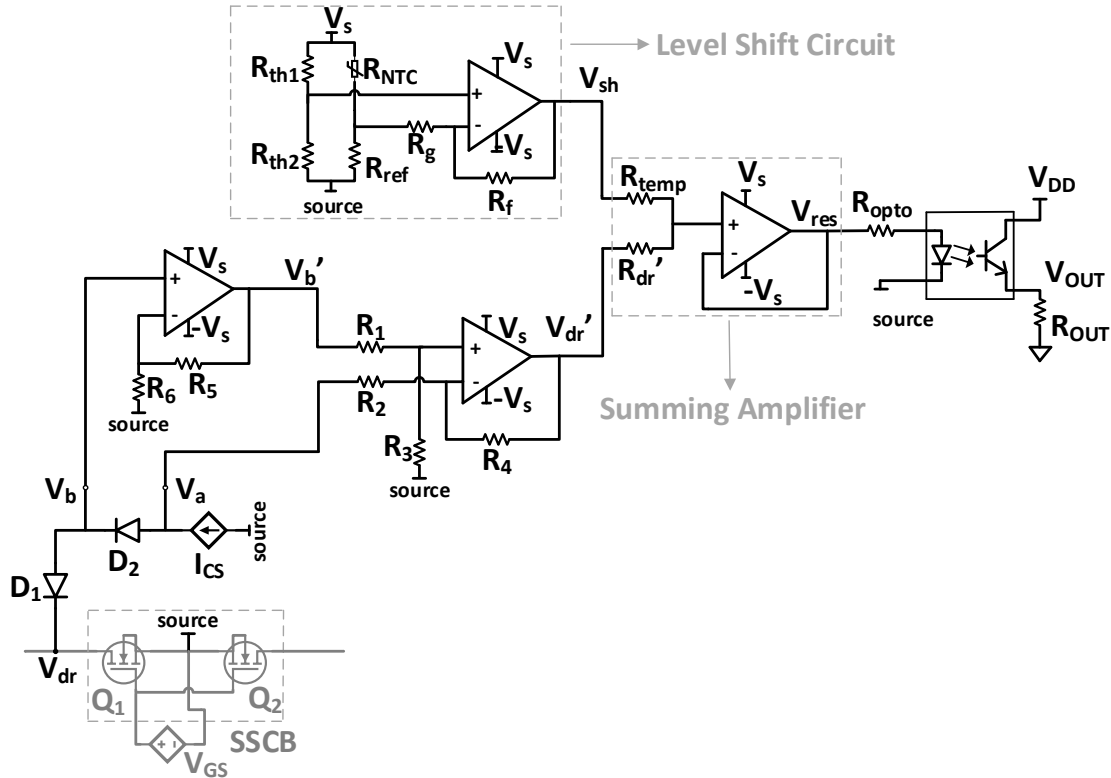 V_s
Level Shift Circuit
R_th1
R_NTC
V_s
V_sh
+
-
R_g
-V_s
R_th2
R_ref
source
R_f
R_temp
V_s
V_res
R_opto
V_DD
+
-
R_dr'
-V_s
V_OUT
source
R_OUT
V_s
V_b'
+
-
-V_s
R_1
V_s
V_dr'
+
-
R_6
R_5
source
R_2
-V_s
Summing Amplifier
R_3
R_4
source
V_b
V_a
source
D_2
I_CS
D_1
source
V_dr
Q_1
Q_2
+ -
V_GS
SSCB